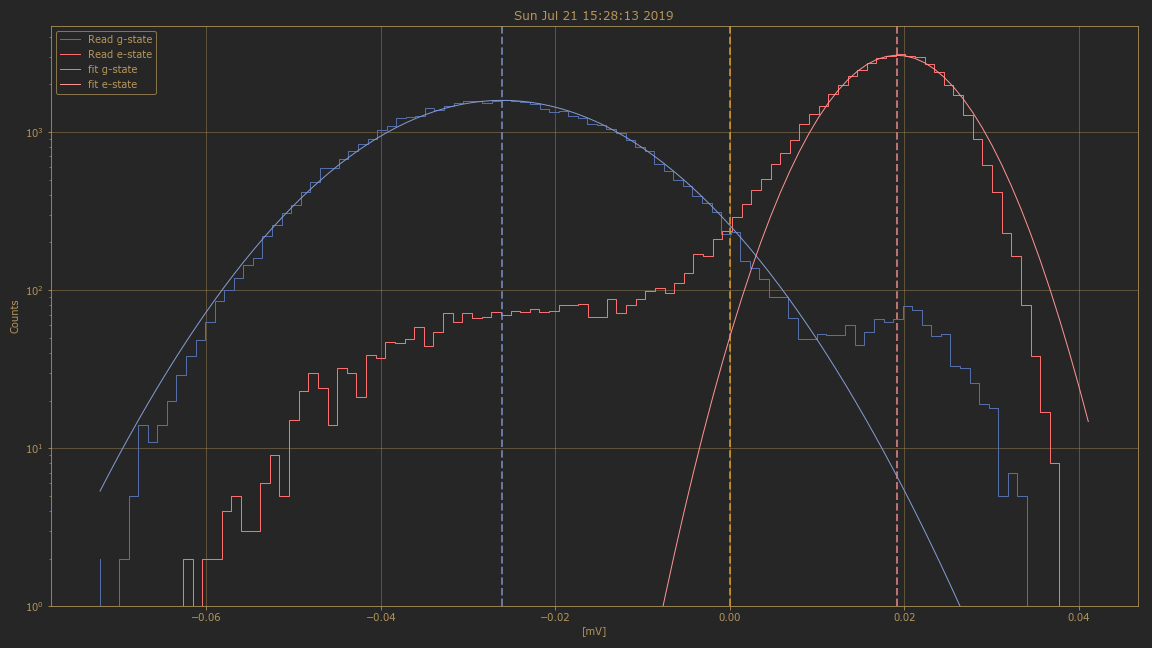 Sun Jul 21 15:28:13 2019
Read g-state
Read e-state
fit g-state
fit e-state
Counts
10³
10²
10¹
10⁰
−0.06
−0.04
−0.02
0.00
0.02
0.04
[mV]